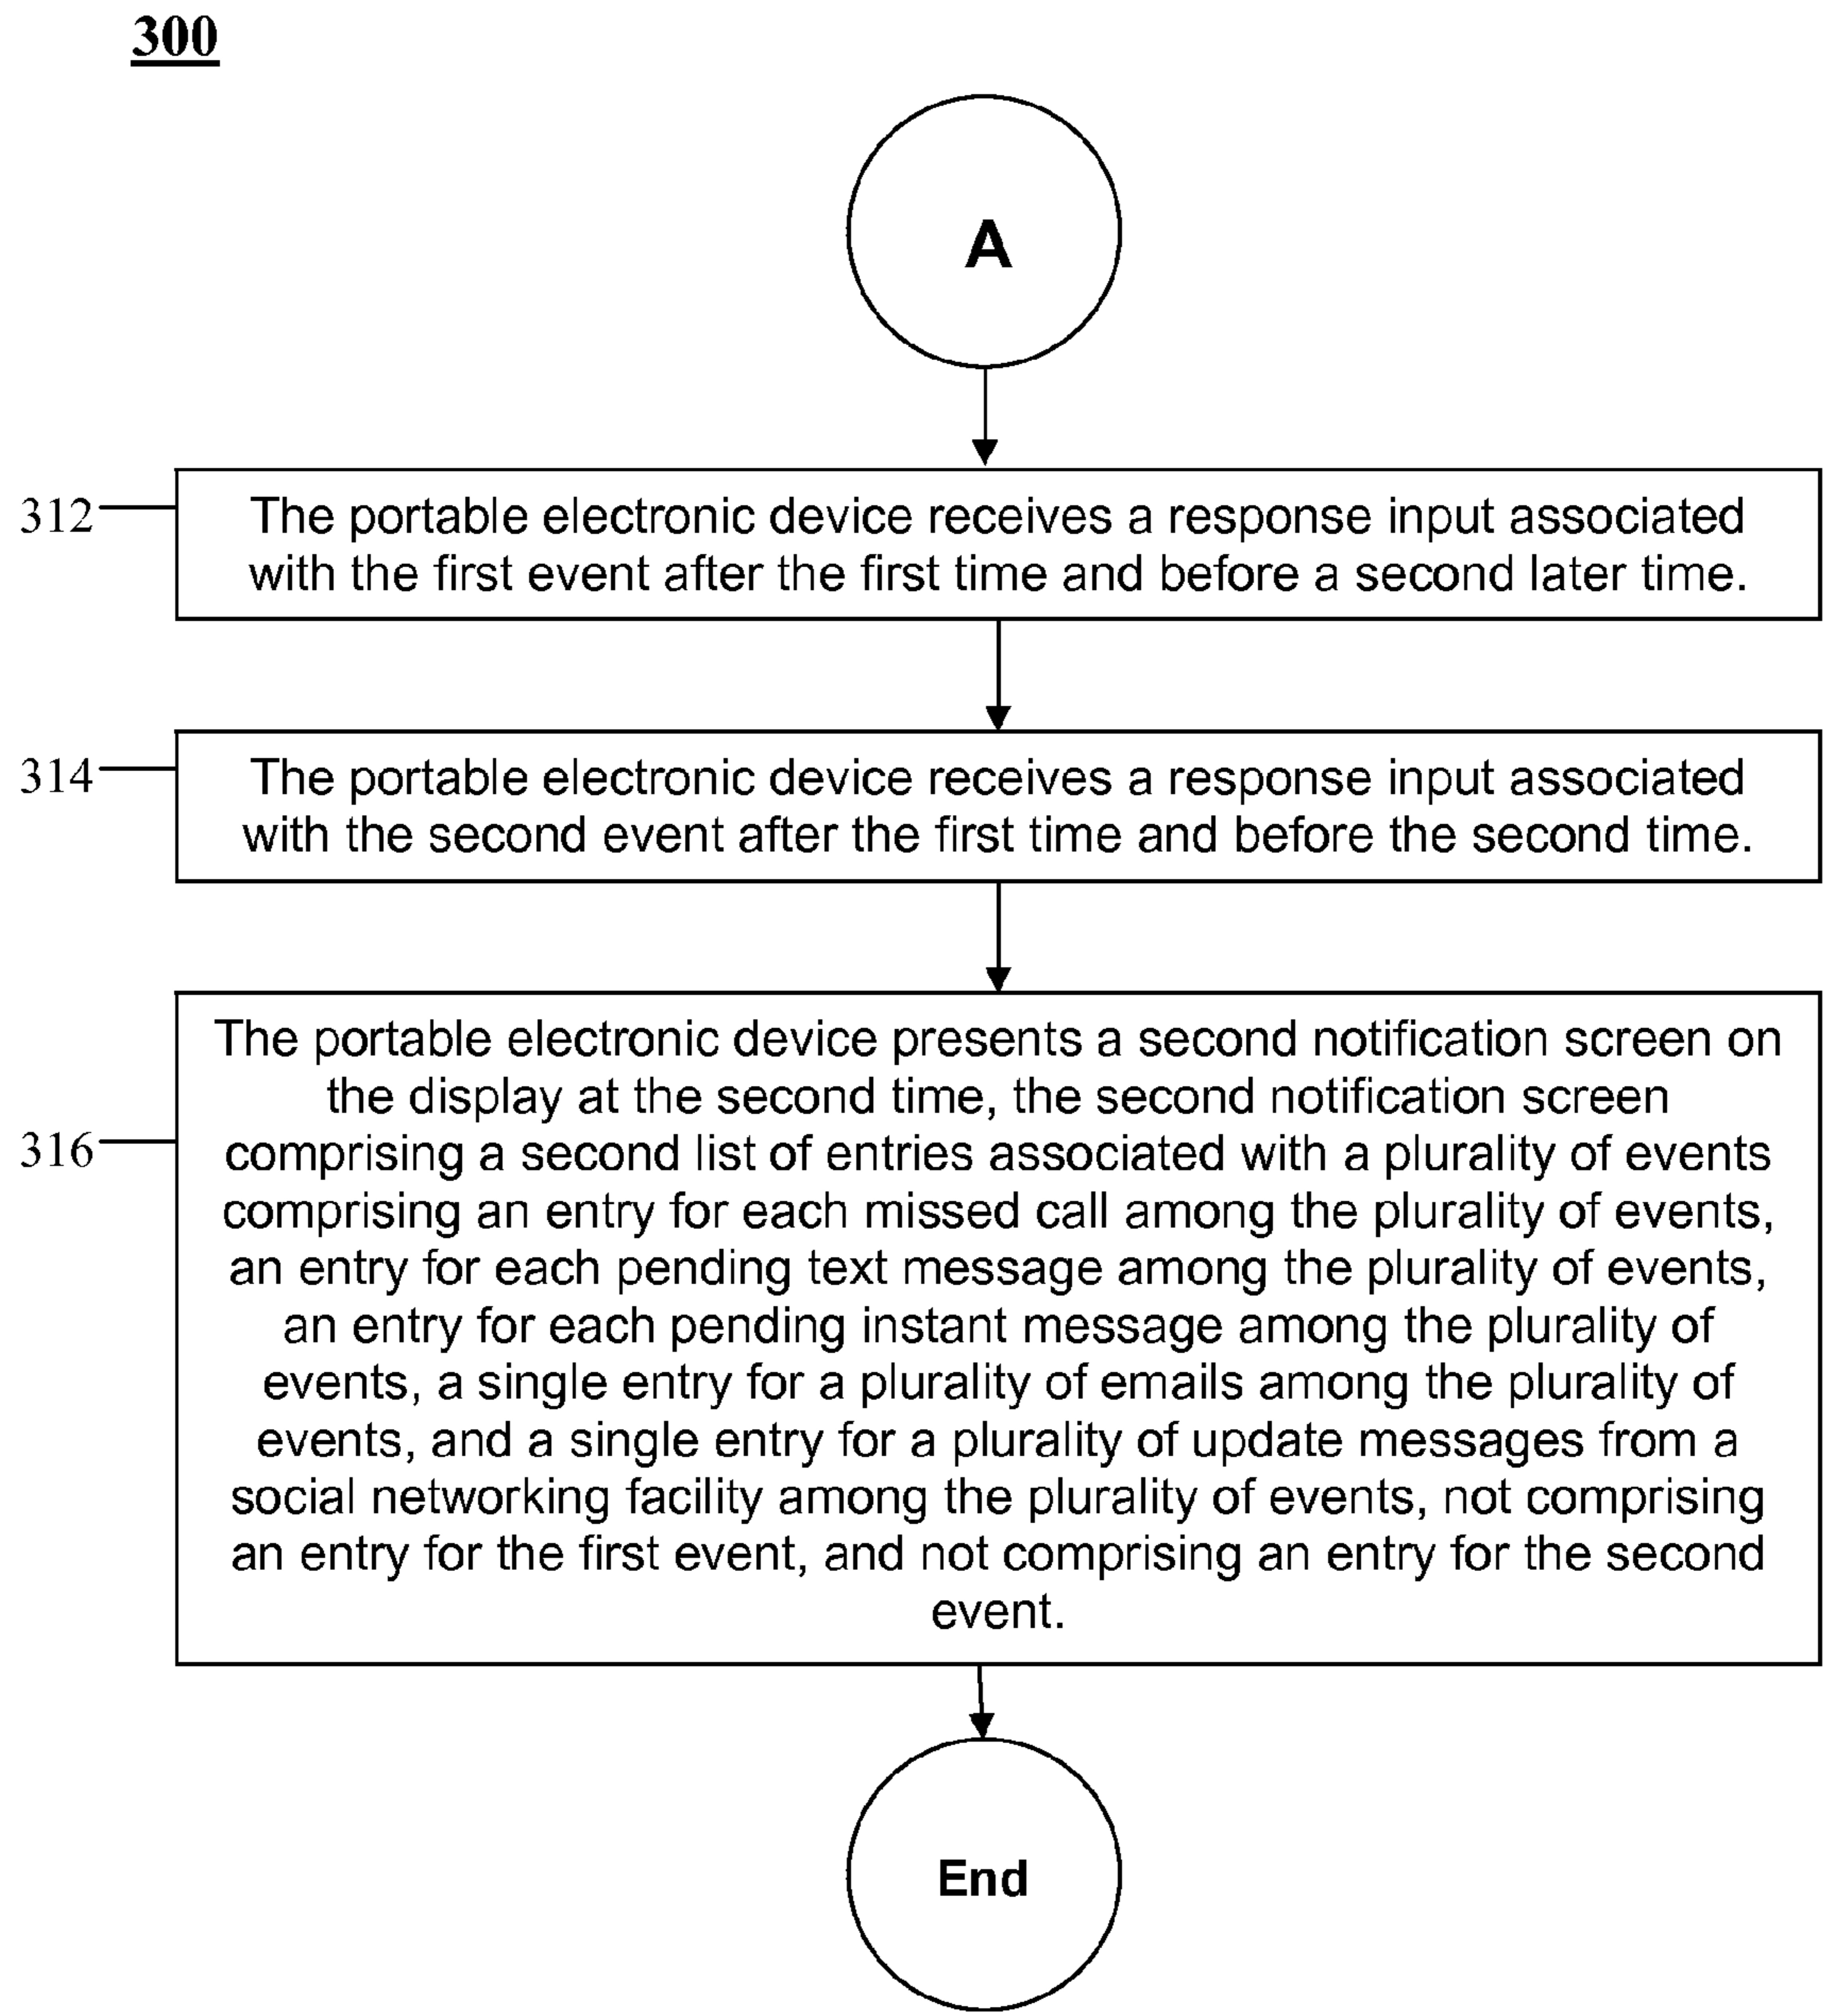 300
A
312
The portable electronic device receives a response input associated
with the first event after the first time and before a second later time.
314
The portable electronic device receives a response input associated
with the second event after the first time and before the second time.
316
The portable electronic device presents a second notification screen on
the display at the second time, the second notification screen
comprising a second list of entries associated with a plurality of events
comprising an entry for each missed call among the plurality of events,
an entry for each pending text message among the plurality of events,
an entry for each pending instant message among the plurality of
events, a single entry for a plurality of emails among the plurality of
events, and a single entry for a plurality of update messages from a
social networking facility among the plurality of events, not comprising
an entry for the first event, and not comprising an entry for the second
event.
End